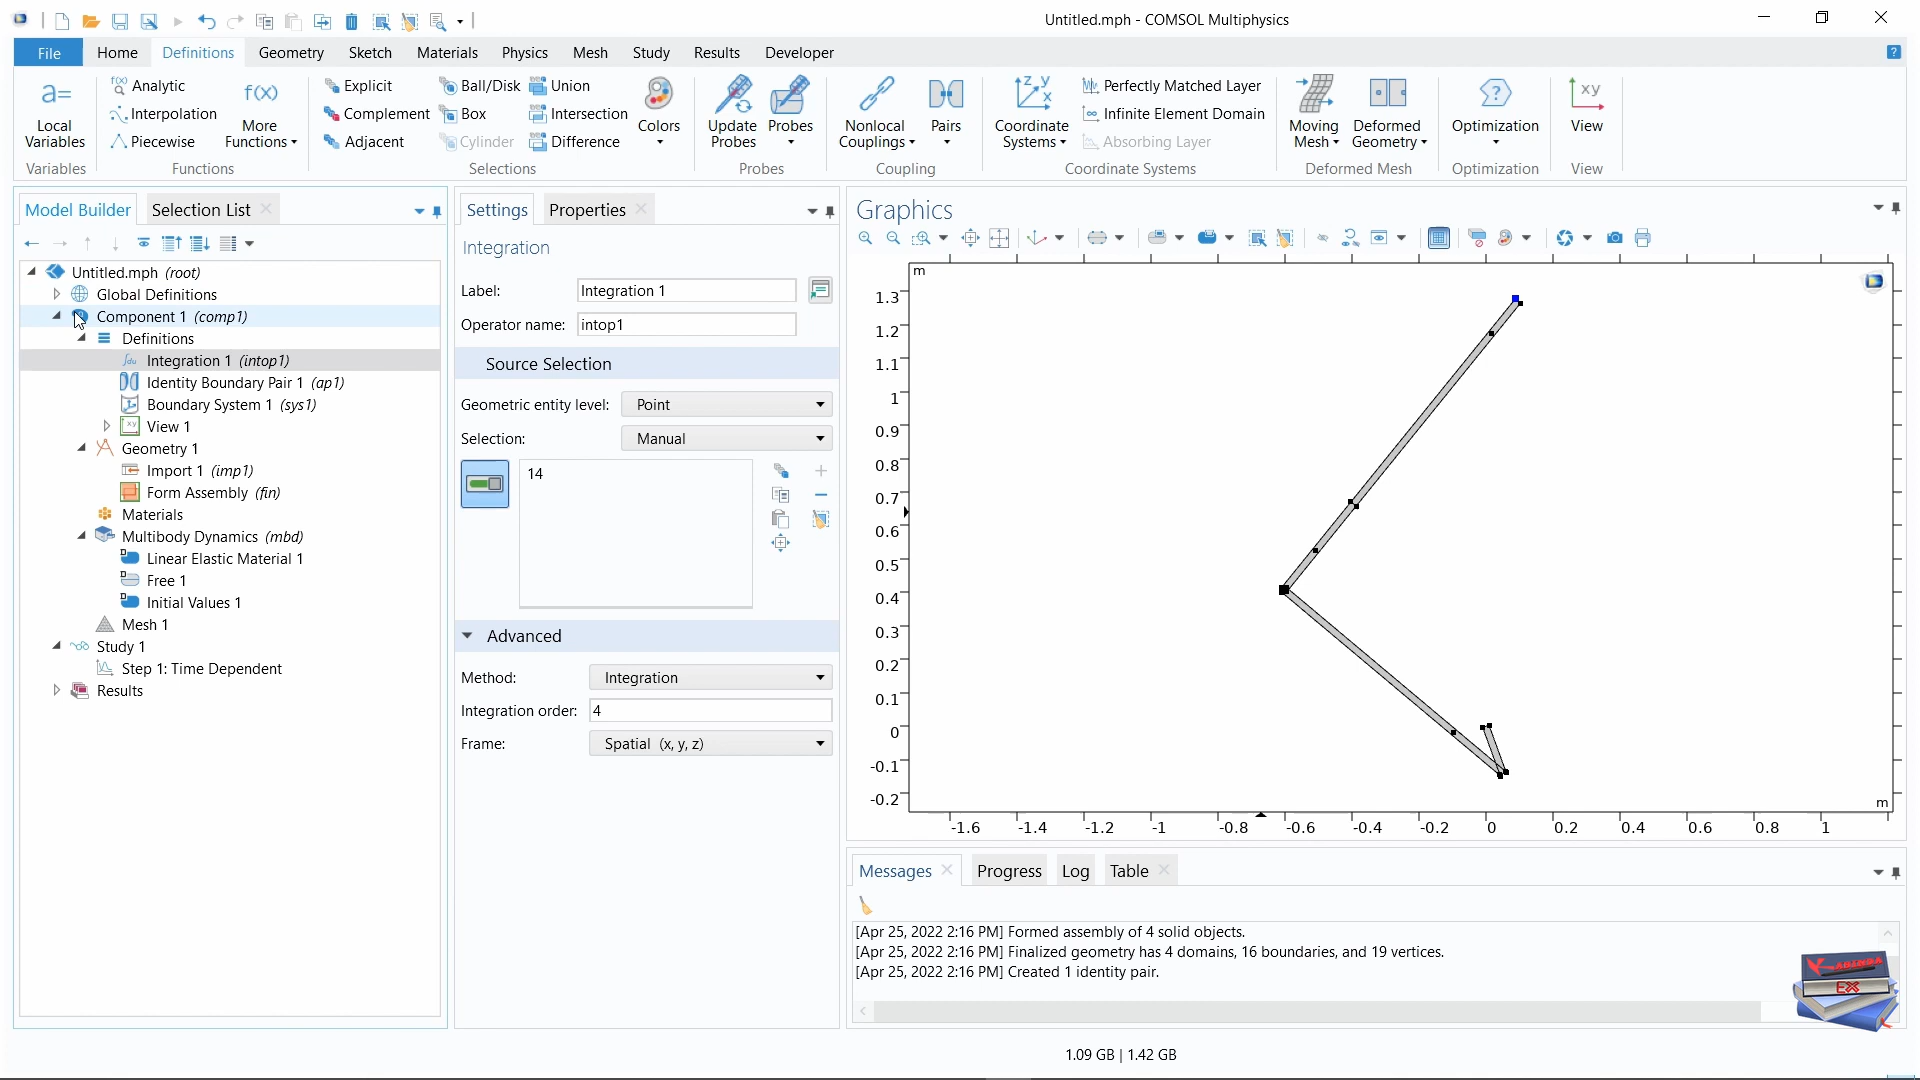 Untitled.mph - COMSOL Multiphysics
File Home Definitions Geometry Sketch Materials Physics Mesh Study Results Developer
a= Local Variables
Variables
f(x) Analytic
Interpolation
Piecewise
f(x) More Functions
Functions
Explicit
Complement
Adjacent
Ball/Disk
Box
Cylinder
Union
Intersection
Difference
Colors
Selections
Update Probes
Probes
Probes
Nonlocal Couplings
Pairs
Coupling
Coordinate Systems
Perfectly Matched Layer
Infinite Element Domain
Absorbing Layer
Coordinate Systems
Moving Mesh
Deformed Geometry
Deformed Mesh
Optimization
Optimization
xy
View
View
Model Builder Selection List
Untitled.mph (root)
Global Definitions
Component 1 (comp1)
Definitions
Integration 1 (intop1)
Identity Boundary Pair 1 (ap1)
Boundary System 1 (sys1)
View 1
Geometry 1
Import 1 (imp1)
Form Assembly (fin)
Materials
Multibody Dynamics (mbd)
Linear Elastic Material 1
Free 1
Initial Values 1
Mesh 1
Study 1
Step 1: Time Dependent
Results
Settings Properties
Integration
Label: Integration 1
Operator name: intop1
Source Selection
Geometric entity level: Point
Selection: Manual
14
Advanced
Method: Integration
Integration order: 4
Frame: Spatial (x, y, z)
Graphics
m
1.3
1.2
1.1
1
0.9
0.8
0.7
0.6
0.5
0.4
0.3
0.2
0.1
0
-0.1
-0.2
m
-1.6 -1.4 -1.2 -1 -0.8 -0.6 -0.4 -0.2 0 0.2 0.4 0.6 0.8 1
Messages Progress Log Table
[Apr 25, 2022 2:16 PM] Formed assembly of 4 solid objects.
[Apr 25, 2022 2:16 PM] Finalized geometry has 4 domains, 16 boundaries, and 19 vertices.
[Apr 25, 2022 2:16 PM] Created 1 identity pair.
EX
1.09 GB | 1.42 GB